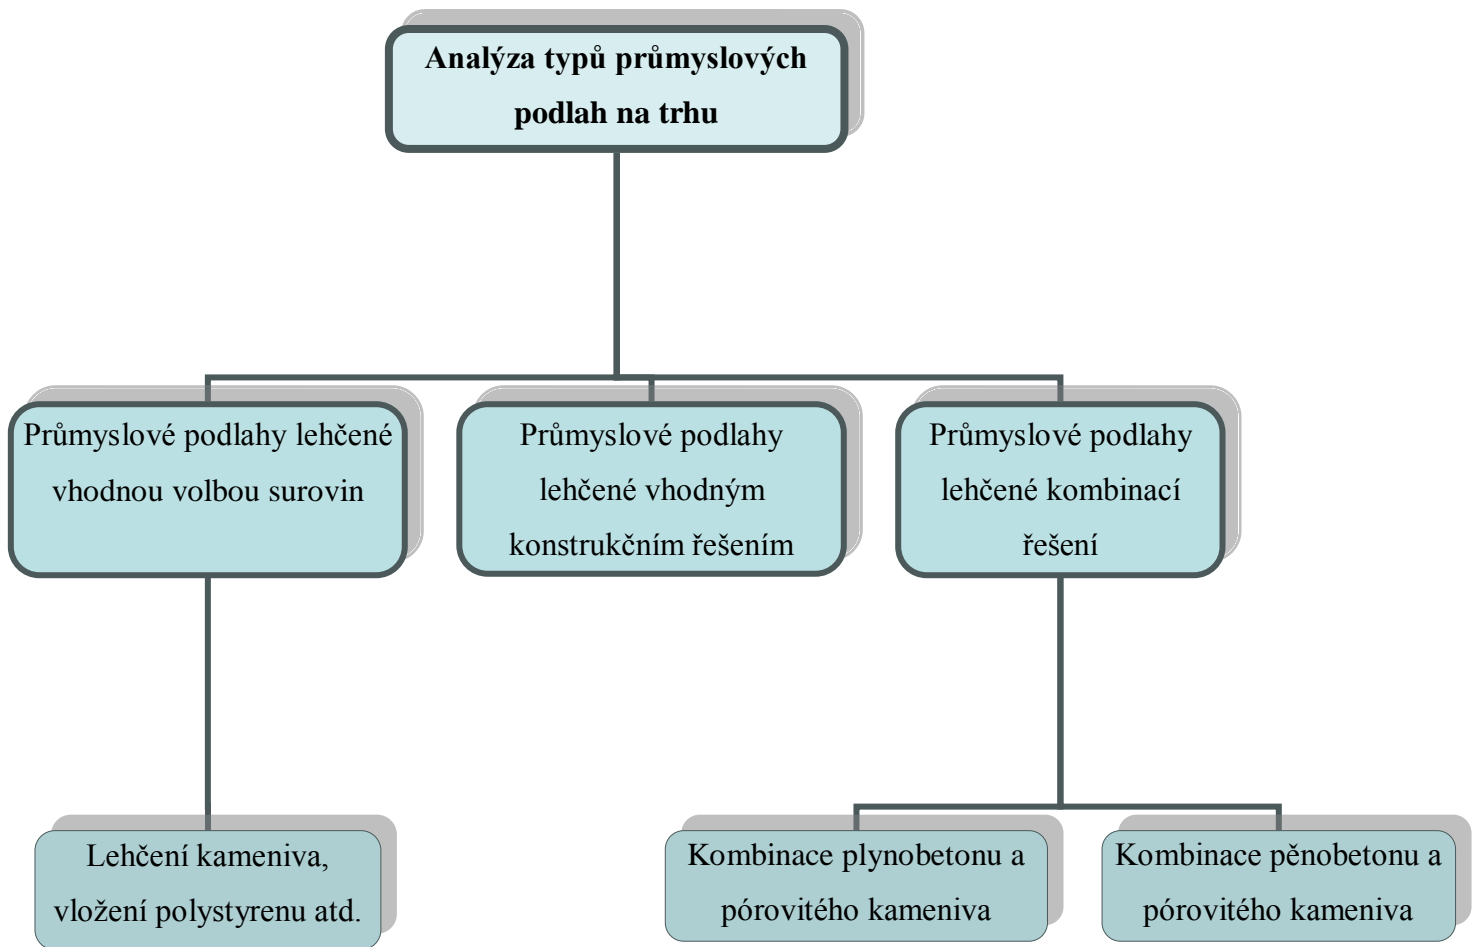 Analýza typů průmyslových
podlah na trhu
Průmyslové podlahy lehčené
vhodnou volbou surovin
Průmyslové podlahy
lehčené vhodným
konstrukčním řešením
Průmyslové podlahy
lehčené kombinací
řešení
Lehčení kameniva,
vložení polystyrenu atd.
Kombinace plynobetonu a
pórovitého kameniva
Kombinace pěnobetonu a
pórovitého kameniva